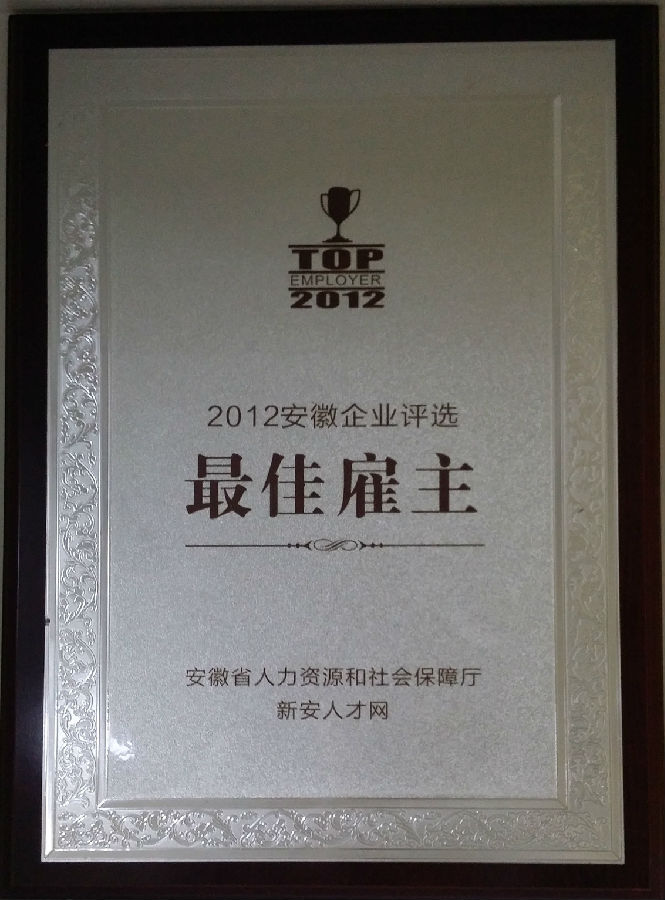 TOP
EMPLOYER
2012
2012安徽企业评选
最佳雇主
安徽省人力资源和社会保障厅
新安人才网